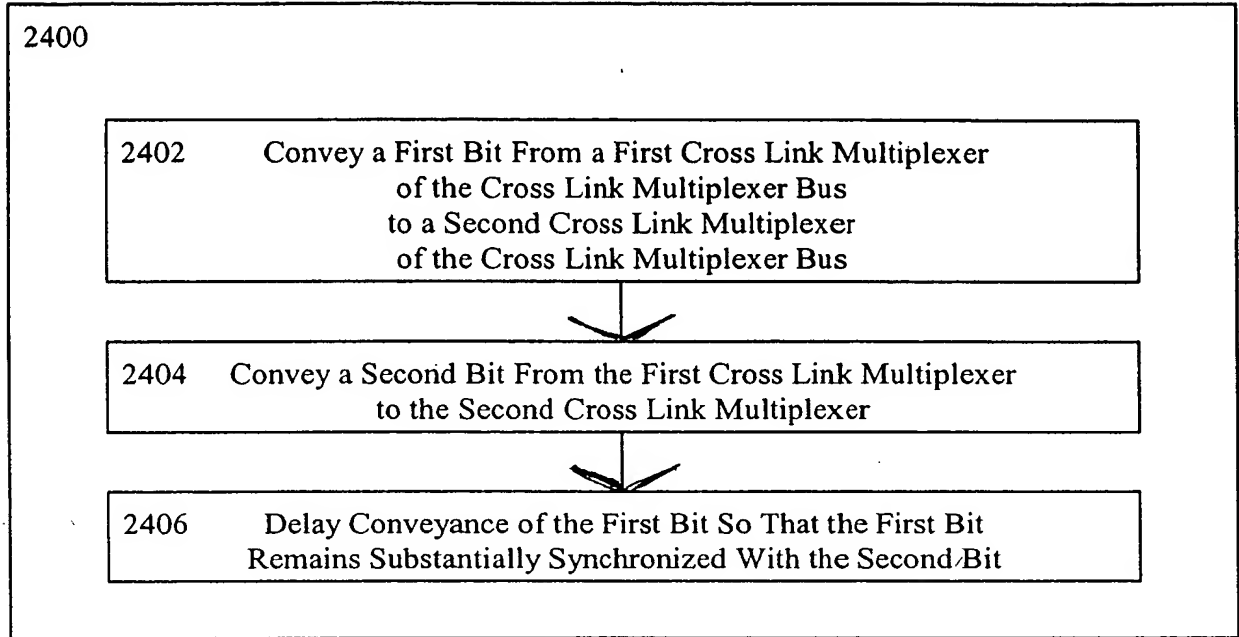 2400
2402 Convey a First Bit From a First Cross Link Multiplexer
of the Cross Link Multiplexer Bus
to a Second Cross Link Multiplexer
of the Cross Link Multiplexer Bus
2404 Convey a Second Bit From the First Cross Link Multiplexer
to the Second Cross Link Multiplexer
2406 Delay Conveyance of the First Bit So That the First Bit
Remains Substantially Synchronized With the Second Bit